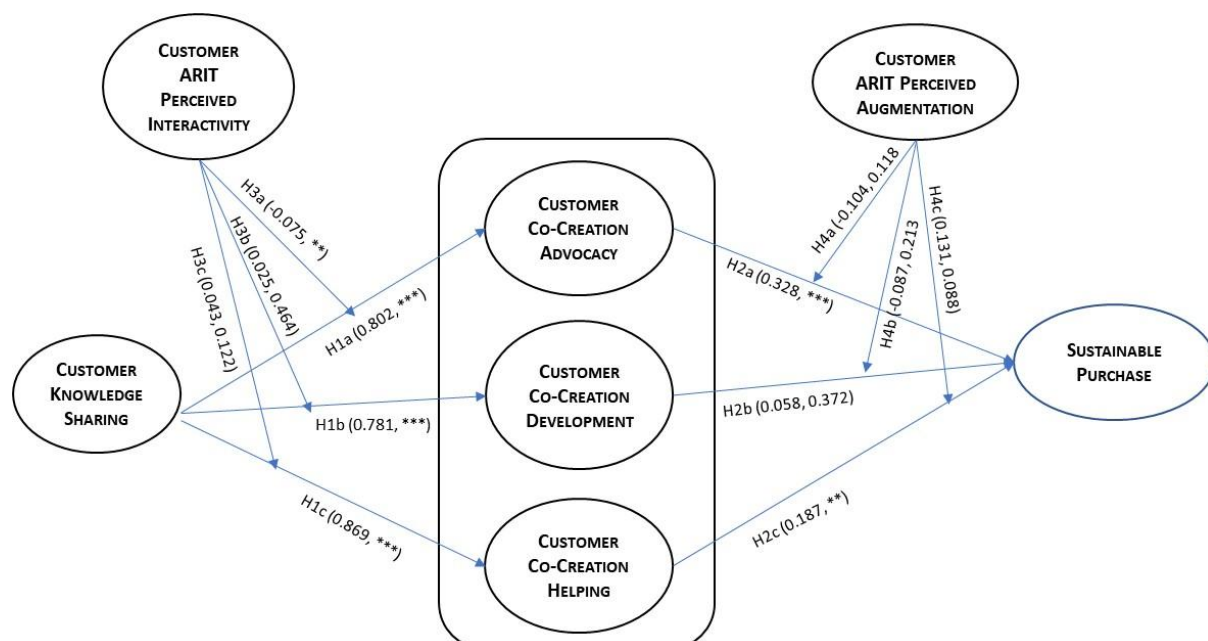 CUSTOMER
ARIT
PERCEIVED
INTERACTIVITY
CUSTOMER
ARIT PERCEIVED
AUGMENTATION
H3a (-0.075, **)
H3b (0.025, 0.464)
H3c (0.043, 0.122)
CUSTOMER
CO-CREATION
ADVOCACY
H4a (-0.104, 0.118
H4b (-0.087, 0.213
H4c (0.131, 0.088)
H1a (0.802, ***)
H2a (0.328, ***)
CUSTOMER
KNOWLEDGE
SHARING
H1b (0.781, ***)
CUSTOMER
CO-CREATION
DEVELOPMENT
H2b (0.058, 0.372)
SUSTAINABLE
PURCHASE
H1c (0.869, ***)
CUSTOMER
CO-CREATION
HELPING
H2c (0.187, **)